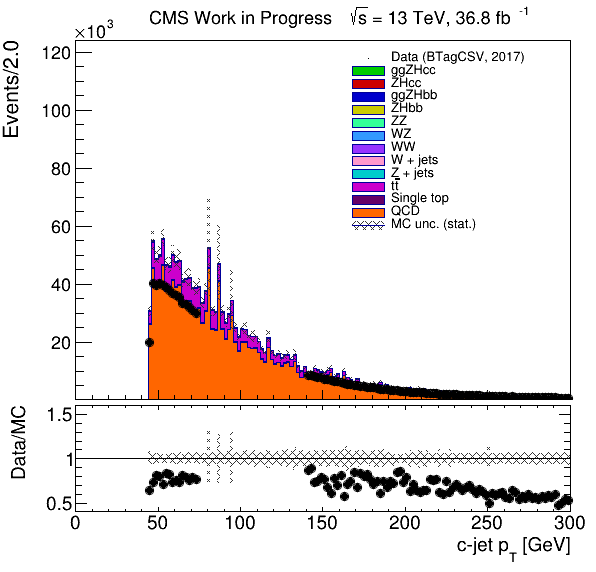 CMS Work in Progress √s = 13 TeV, 36.8 fb⁻¹
×10³
Events/2.0
120
100
80
60
40
20
Data (BTagCSV, 2017)
ggZHcc
ZHcc
ggZHbb
ZHbb
ZZ
WZ
WW
W + jets
Z + jets
tt̅
Single top
QCD
MC unc. (stat.)
Data/MC
1.5
1
0.5
0 50 100 150 200 250 300
c-jet p_T [GeV]